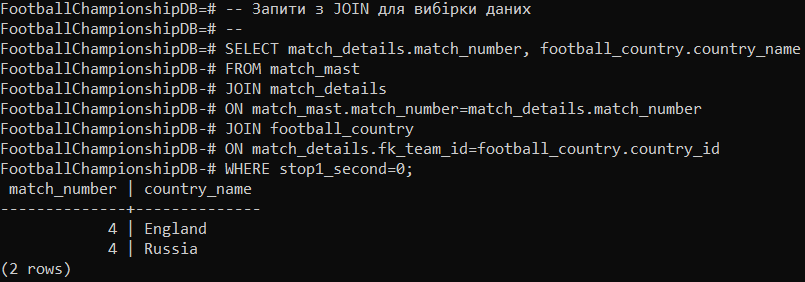 FootballChampionshipDB=# -- Запити з JOIN для вибірки даних
FootballChampionshipDB=# --
FootballChampionshipDB=# SELECT match_details.match_number, football_country.country_name
FootballChampionshipDB-# FROM match_mast
FootballChampionshipDB-# JOIN match_details
FootballChampionshipDB-# ON match_mast.match_number=match_details.match_number
FootballChampionshipDB-# JOIN football_country
FootballChampionshipDB-# ON match_details.fk_team_id=football_country.country_id
FootballChampionshipDB-# WHERE stop1_second=0;
 match_number | country_name
--------------+--------------
            4 | England
            4 | Russia
(2 rows)